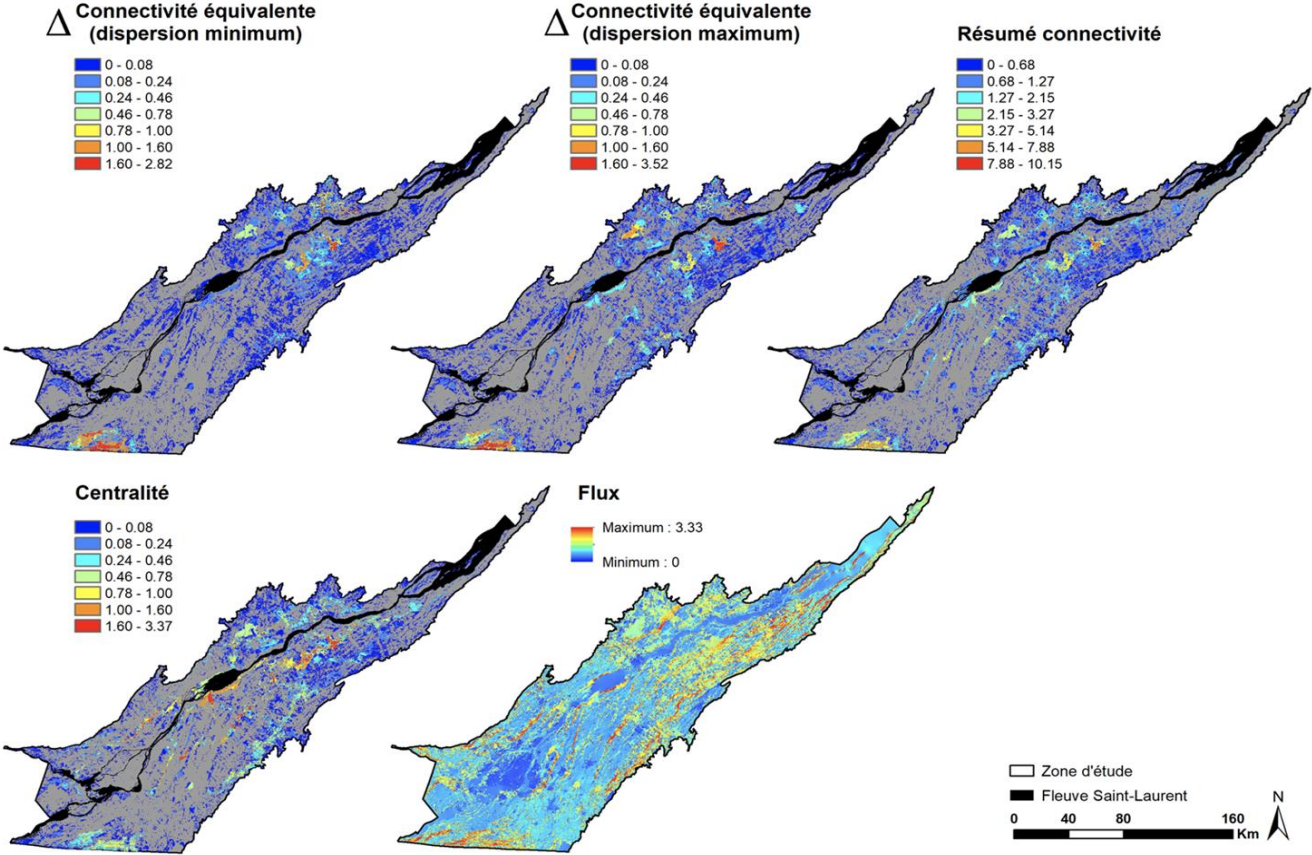 Δ Connectivité équivalente
(dispersion minimum)
0 - 0.08
0.08 - 0.24
0.24 - 0.46
0.46 - 0.78
0.78 - 1.00
1.00 - 1.60
1.60 - 2.82
Δ Connectivité équivalente
(dispersion maximum)
0 - 0.08
0.08 - 0.24
0.24 - 0.46
0.46 - 0.78
0.78 - 1.00
1.00 - 1.60
1.60 - 3.52
Résumé connectivité
0 - 0.68
0.68 - 1.27
1.27 - 2.15
2.15 - 3.27
3.27 - 5.14
5.14 - 7.88
7.88 - 10.15
Centralité
0 - 0.08
0.08 - 0.24
0.24 - 0.46
0.46 - 0.78
0.78 - 1.00
1.00 - 1.60
1.60 - 3.37
Flux
Maximum : 3.33
Minimum : 0
Zone d'étude
Fleuve Saint-Laurent
N
0 40 80 160
Km